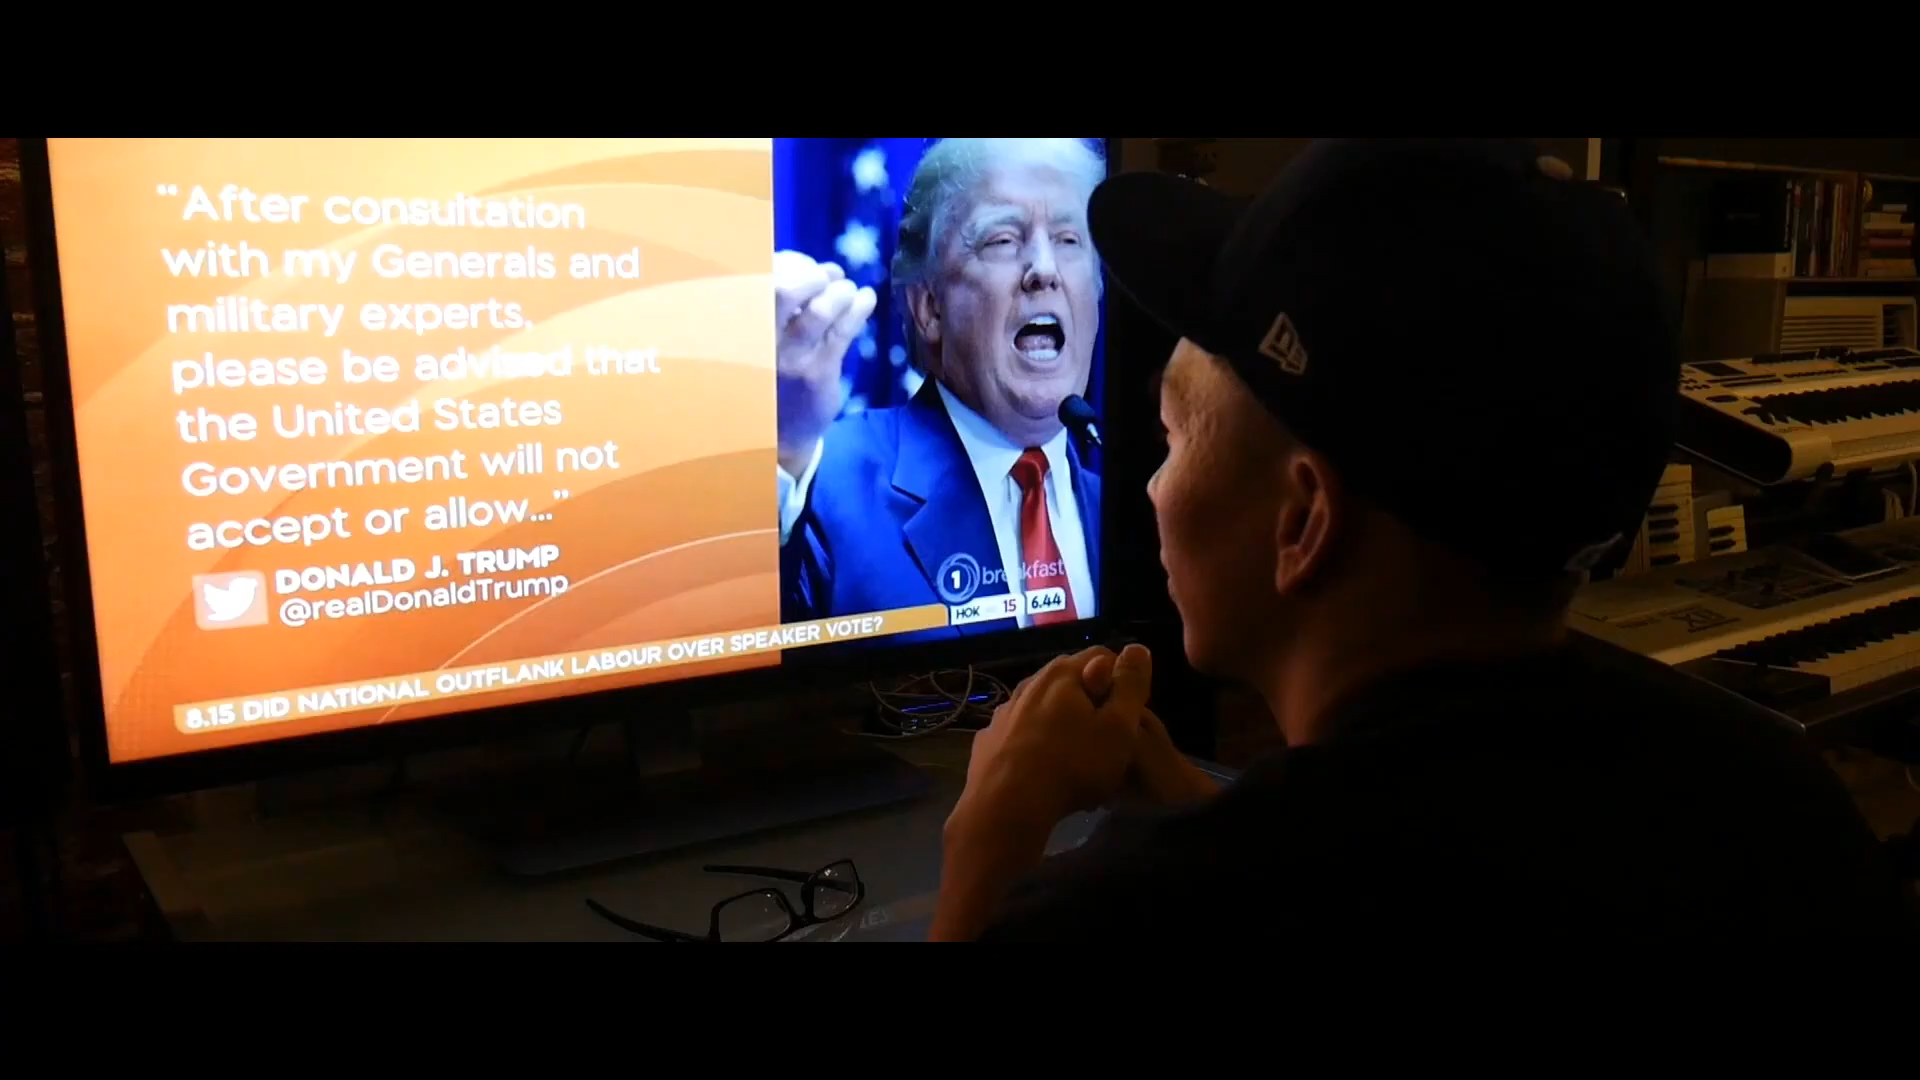 “After consultation
with my Generals and
military experts,
please be advised that
the United States
Government will not
accept or allow...”
DONALD J. TRUMP
@realDonaldTrump
1 breakfast
HOK 15 6.44
8.15 DID NATIONAL OUTFLANK LABOUR OVER SPEAKER VOTE?